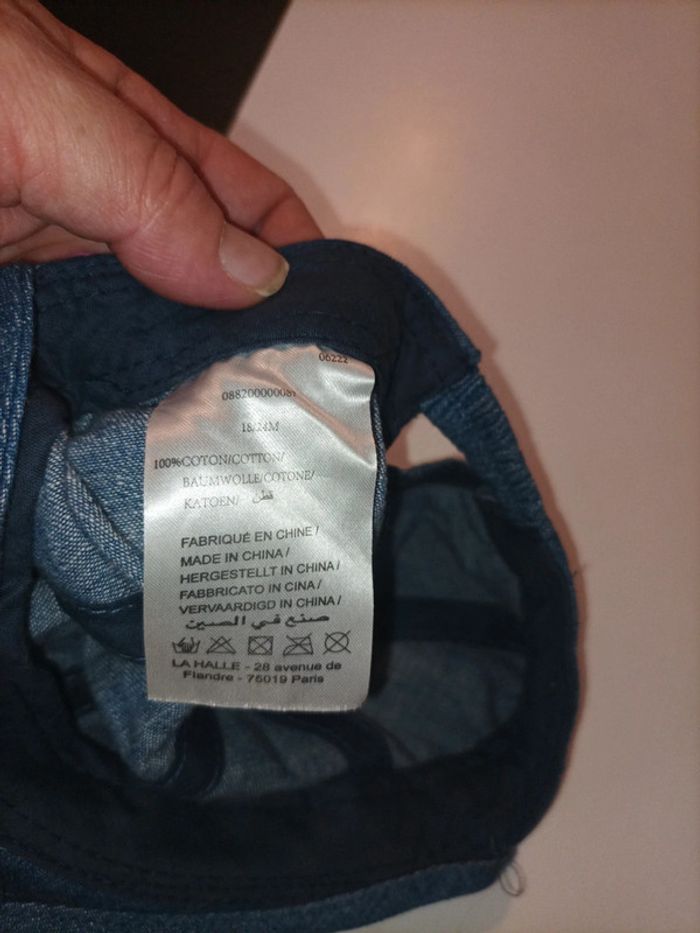 06222
18/24M
100%COTON/COTTON/
BAUMWOLLE/COTONE/
KATOEN/ قطن
FABRIQUÉ EN CHINE/
MADE IN CHINA/
HERGESTELLT IN CHINA/
FABBRICATO IN CINA/
VERVAARDIGD IN CHINA/
صنع في الصين
LA HALLE - 28 avenue de
Flandre - 75019 Paris